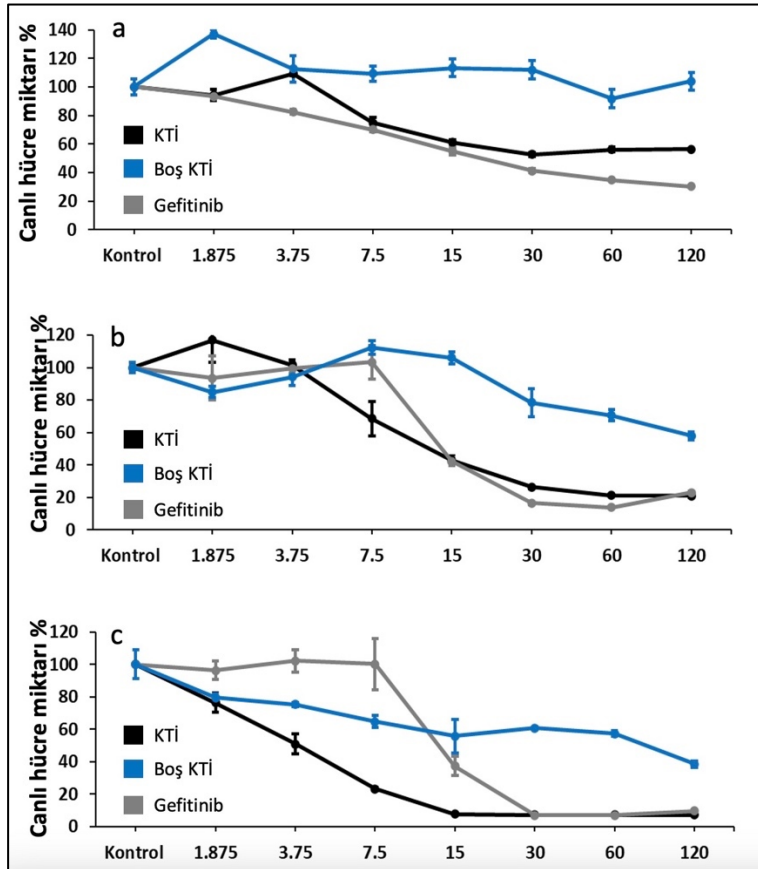 a
Canlı hücre miktarı %
140
120
100
80
60
40
20
0
KTİ
Boş KTİ
Gefitinib
Kontrol 1.875 3.75 7.5 15 30 60 120
b
Canlı hücre miktarı %
120
100
80
60
40
20
0
KTİ
Boş KTİ
Gefitinib
Kontrol 1.875 3.75 7.5 15 30 60 120
c
Canlı hücre miktarı %
120
100
80
60
40
20
0
KTİ
Boş KTİ
Gefitinib
Kontrol 1.875 3.75 7.5 15 30 60 120